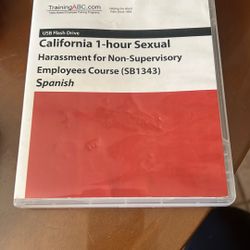 TrainingABC.com
USB Flash Drive
California 1-hour Sexual
Harassment for Non-Supervisory
Employees Course (SB1343)
Spanish